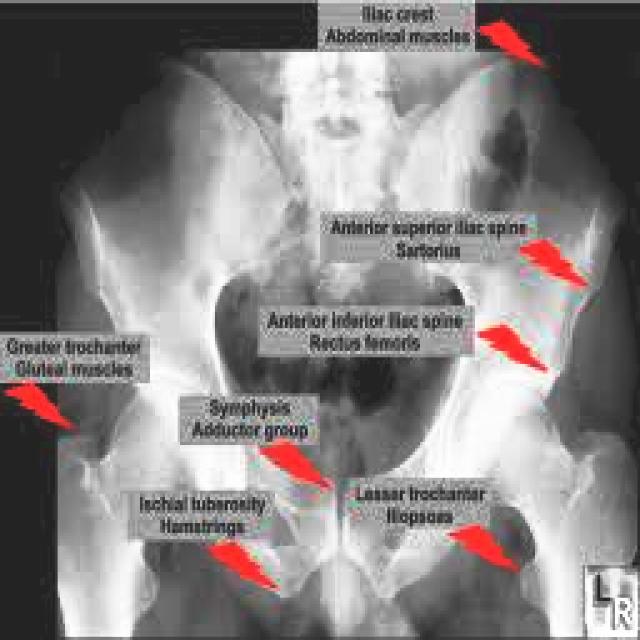 Iliac crest
Abdominal muscles
Anterior superior iliac spine
Sartorius
Anterior inferior iliac spine
Rectus femoris
Greater trochanter
Gluteal muscles
Symphysis
Adductor group
Ischial tuberosity
Hamstrings
Lesser trochanter
Iliopsoas
L
R